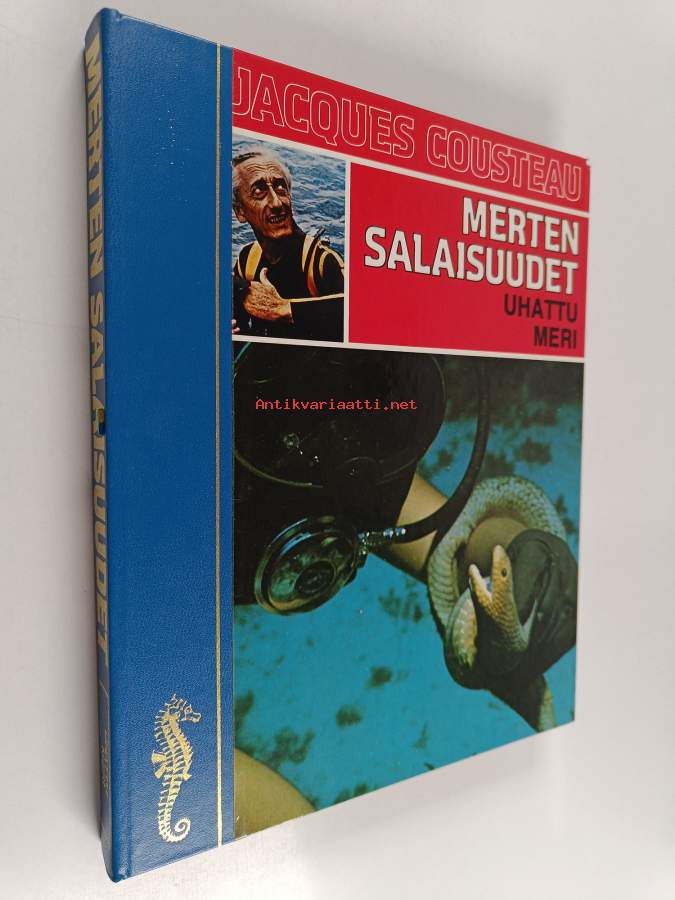 MERTEN SALAISUUDET
JACQUES COUSTEAU
MERTEN
SALAISUUDET
UHATTU
MERI
Antikvariaatti.net